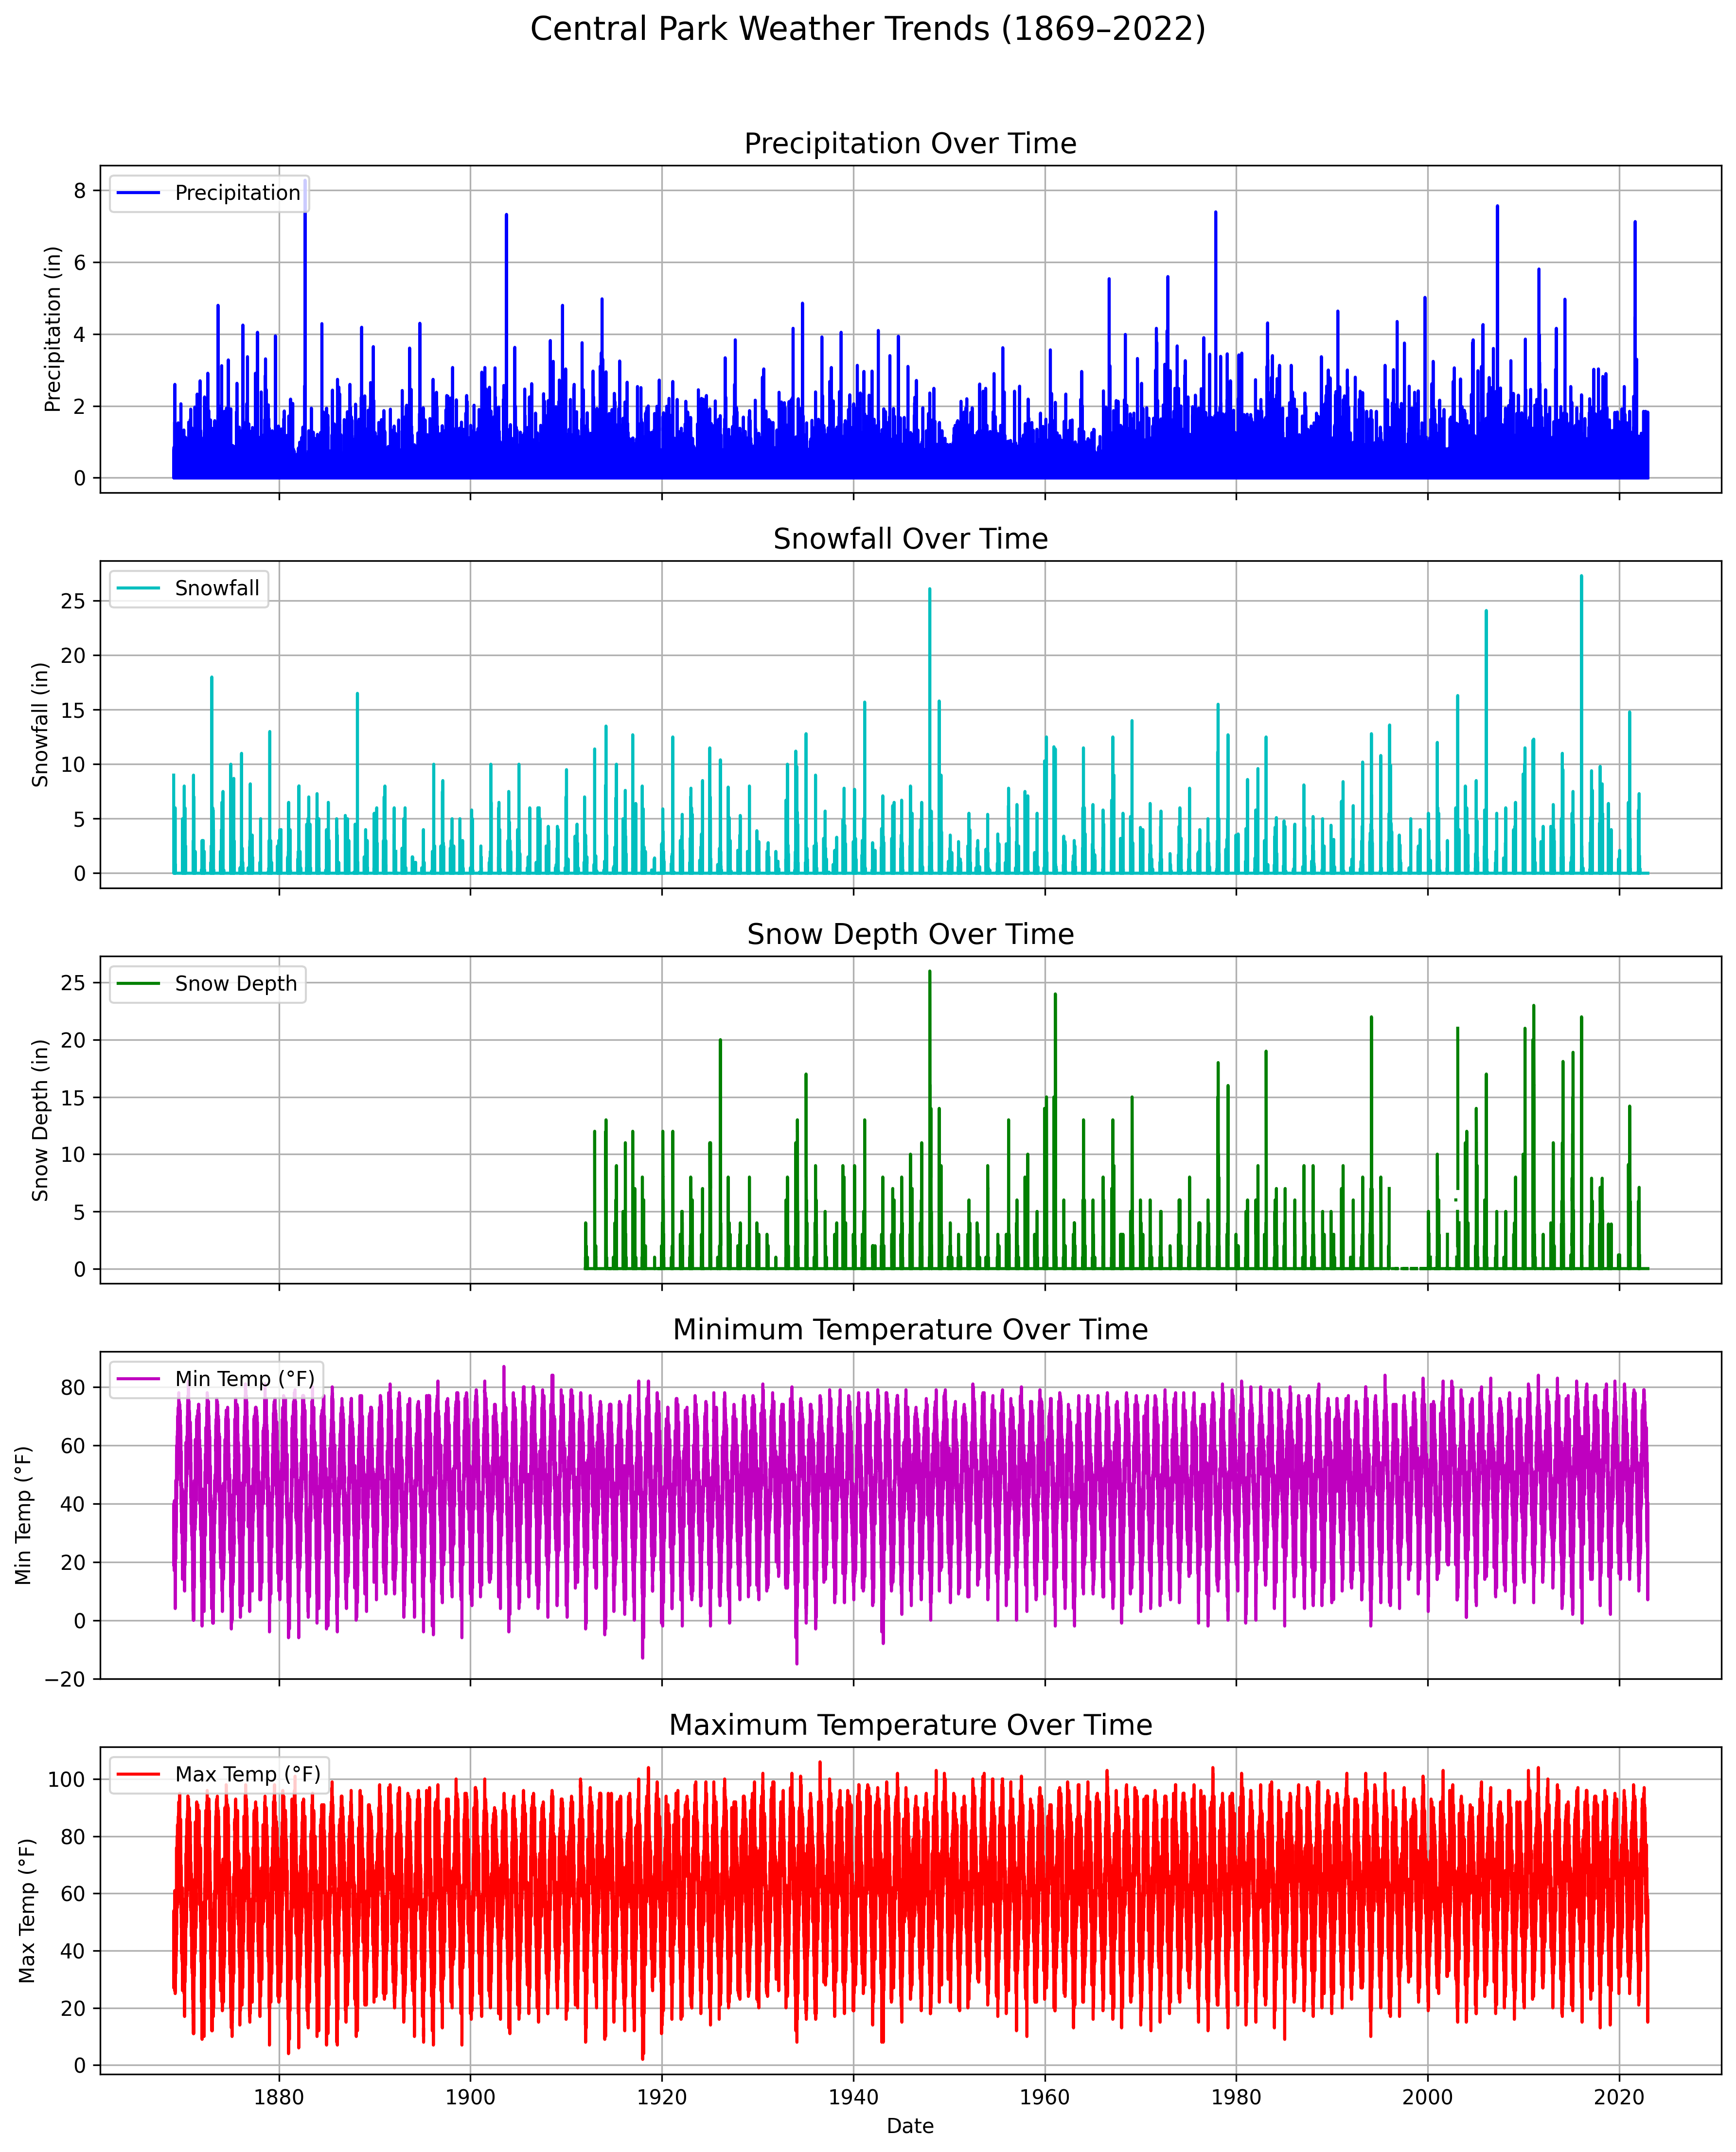 Central Park Weather Trends (1869–2022)
Precipitation Over Time
Precipitation
Precipitation (in)
8
6
4
2
0
Snowfall Over Time
Snowfall
Snowfall (in)
25
20
15
10
5
0
Snow Depth Over Time
Snow Depth
Snow Depth (in)
25
20
15
10
5
0
Minimum Temperature Over Time
Min Temp (°F)
Min Temp (°F)
80
60
40
20
0
−20
Maximum Temperature Over Time
Max Temp (°F)
Max Temp (°F)
100
80
60
40
20
0
1880 1900 1920 1940 1960 1980 2000 2020
Date